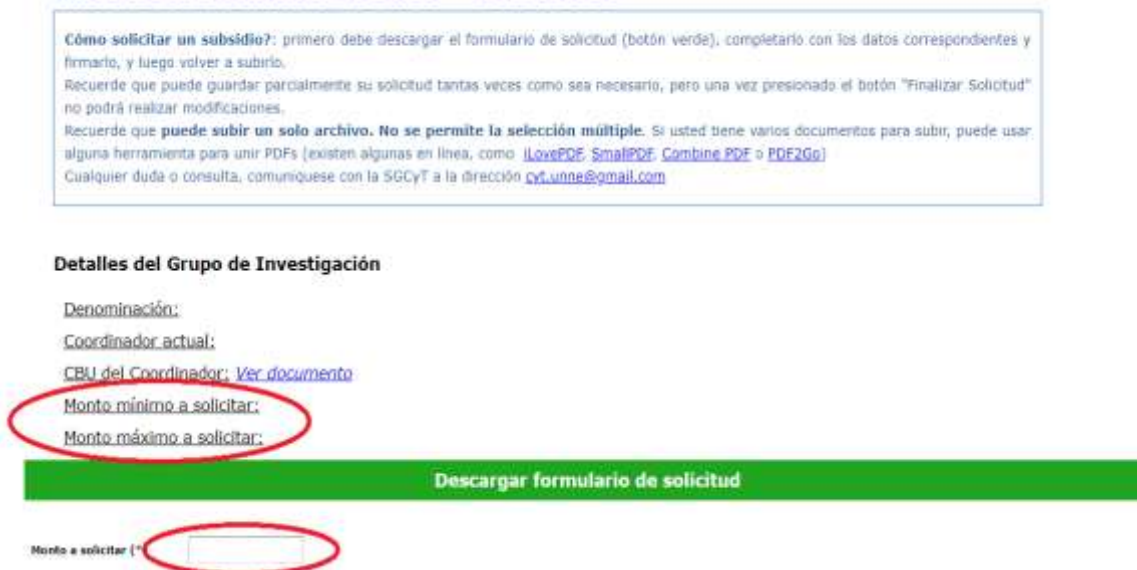 Cómo solicitar un subsidio?: primero debe descargar el formulario de solicitud (botón verde), completarlo con los datos correspondientes y
firmarlo, y luego volver a subirlo.
Recuerde que puede guardar parcialmente su solicitud tantas veces como sea necesario, pero una vez presionado el botón "Finalizar Solicitud"
no podrá realizar modificaciones.
Recuerde que puede subir un solo archivo. No se permite la selección múltiple. Si usted tiene varios documentos para subir, puede usar
alguna herramienta para unir PDFs (existen algunas en línea, como iLovePDF, SmallPDF, Combine PDF o PDF2Go)
Cualquier duda o consulta, comuníquese con la SGCyT a la dirección cyt.unne@gmail.com
Detalles del Grupo de Investigación
Denominación:
Coordinador actual:
CBU del Coordinador: Ver documento
Monto mínimo a solicitar:
Monto máximo a solicitar:
Descargar formulario de solicitud
Monto a solicitar (*